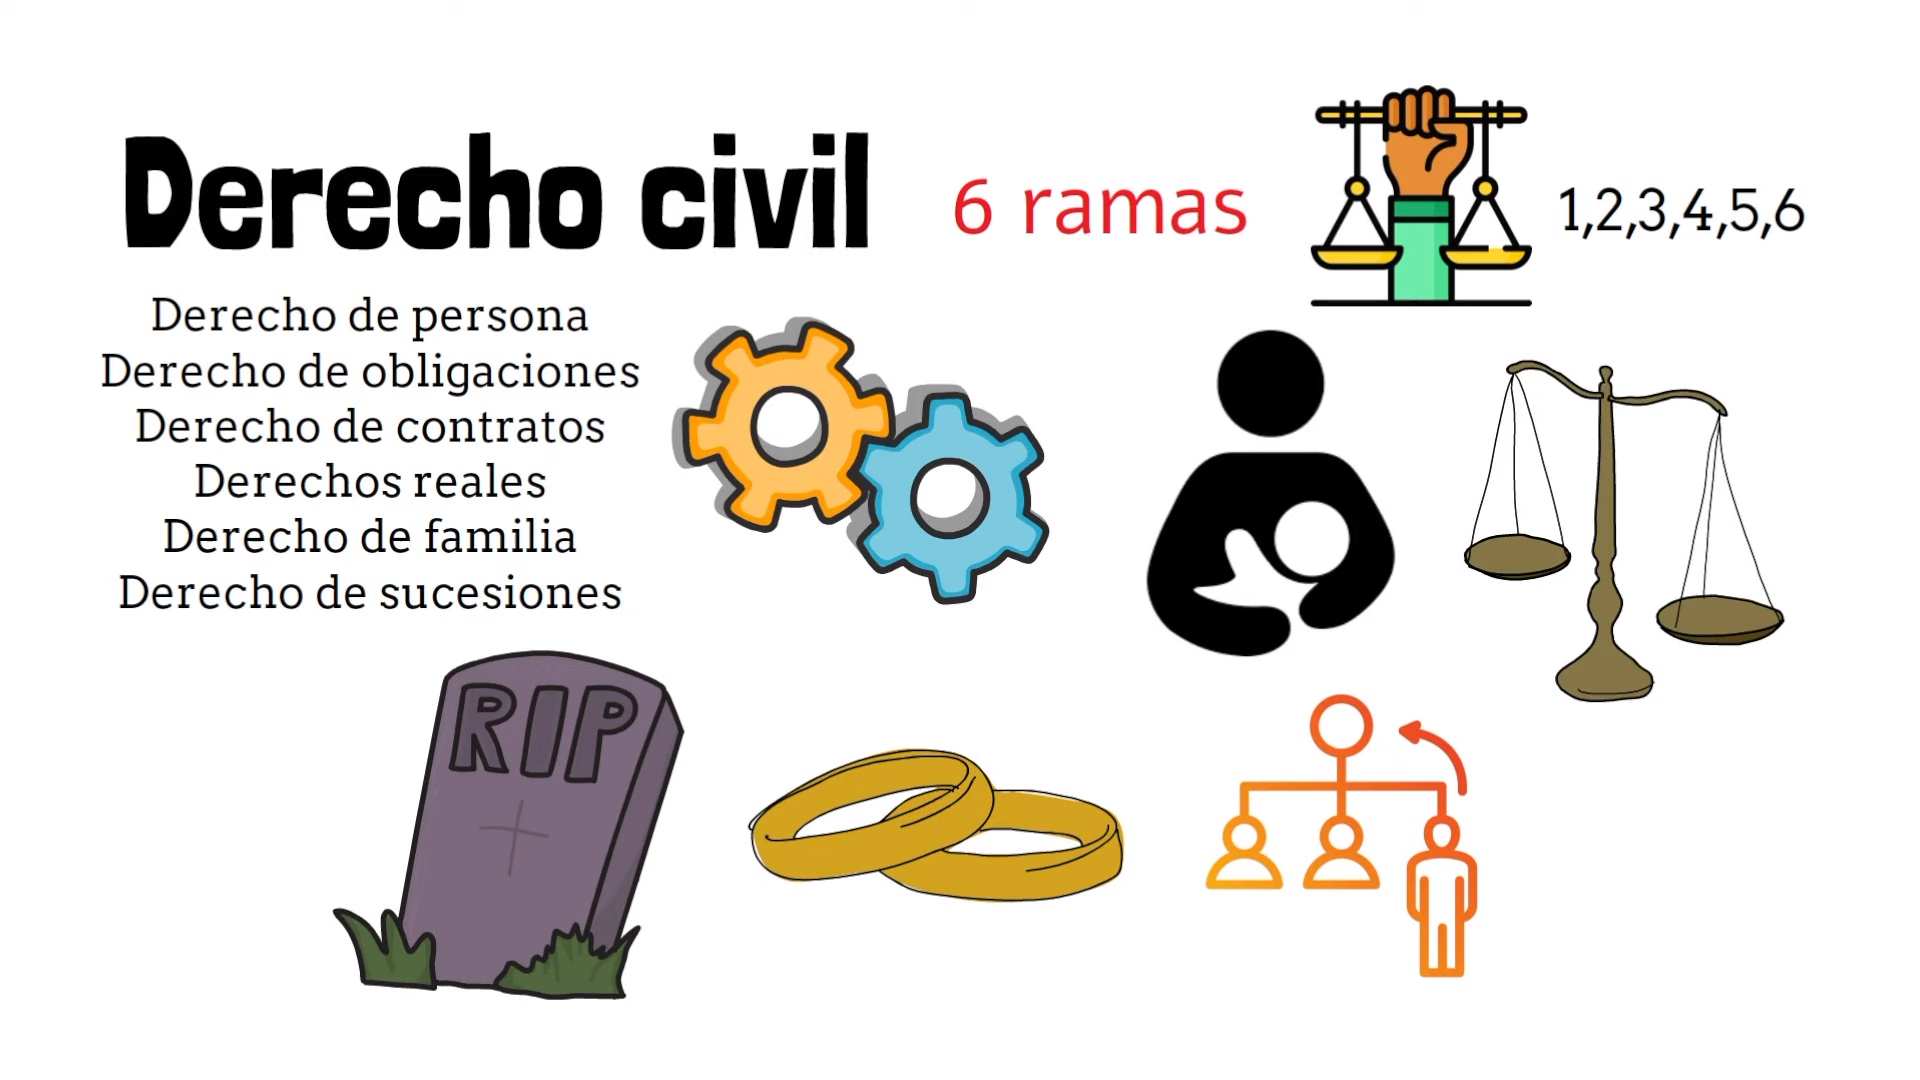 Derecho civil
6 ramas
1,2,3,4,5,6
Derecho de persona
Derecho de obligaciones
Derecho de contratos
Derechos reales
Derecho de familia
Derecho de sucesiones
RIP